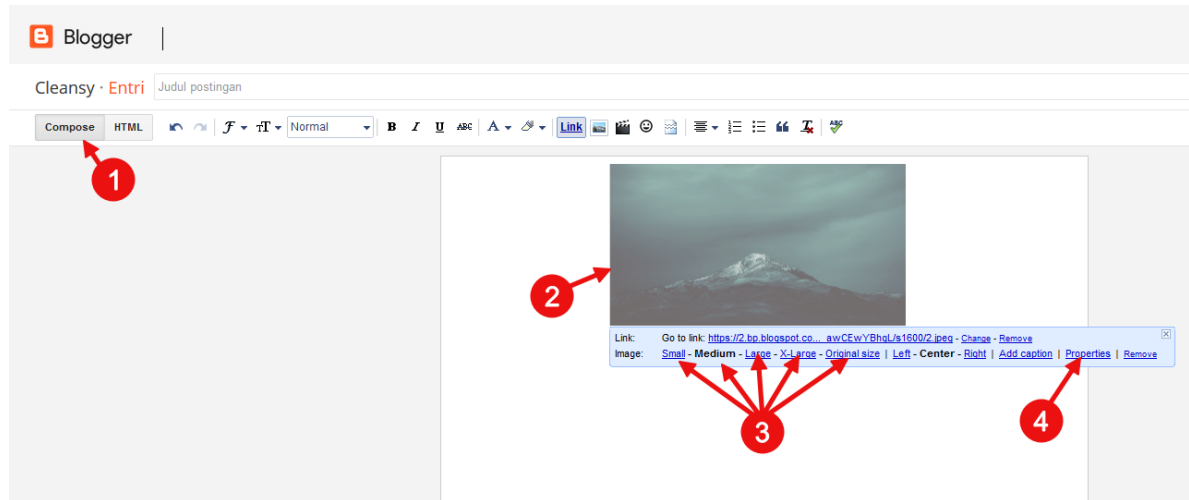 Blogger
Cleansy · Entri Judul postingan
Compose HTML Normal B I U ABC A Link ABC
1
2
Link: Go to link: https://2.bp.blogspot.co... awCEwYBhgL/s1600/2.jpeg - Change - Remove
Image: Small - Medium - Large - X-Large - Original size | Left - Center - Right | Add caption | Properties | Remove
3
4